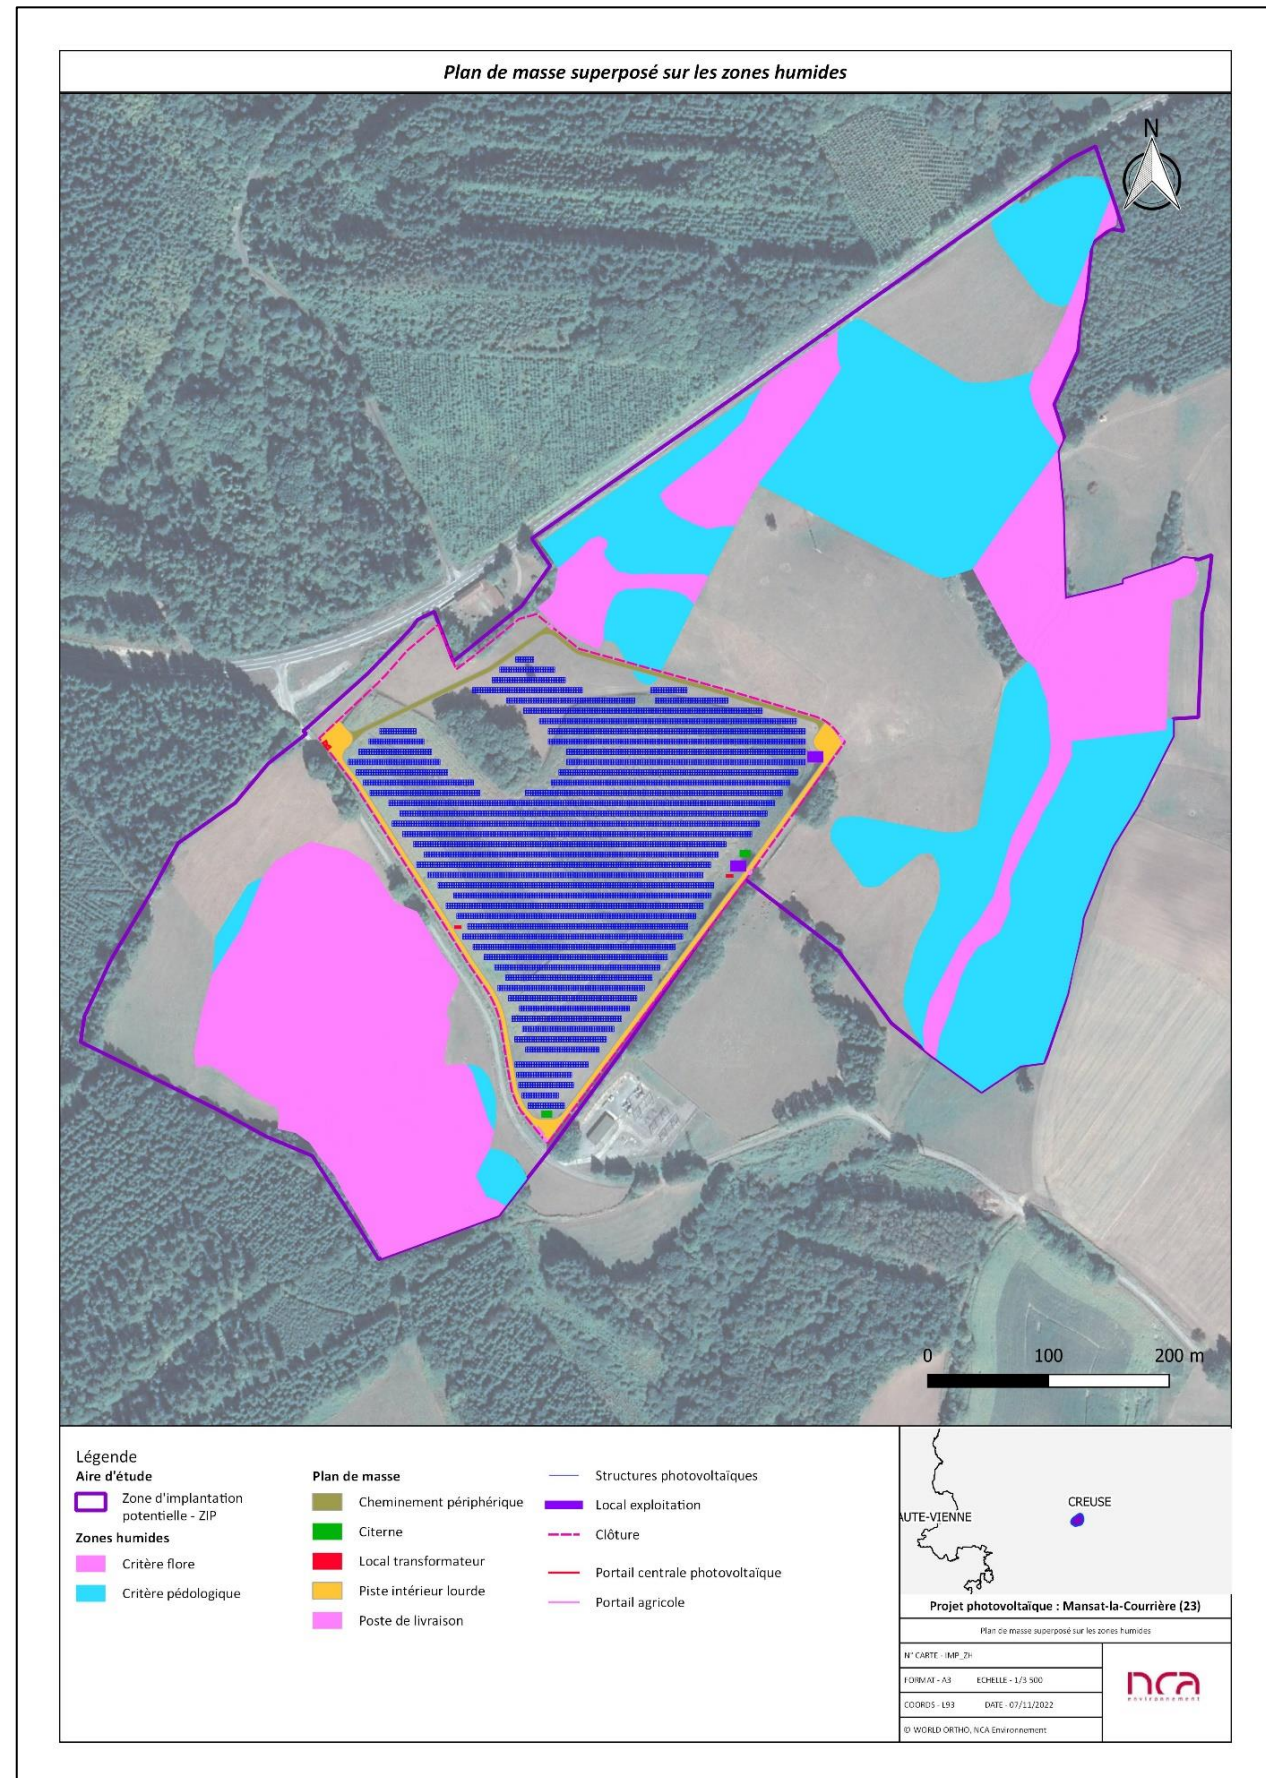 Plan de masse superposé sur les zones humides
N
0 100 200 m
Légende
Aire d'étude
Zone d'implantation
potentielle - ZIP
Zones humides
Critère flore
Critère pédologique
Plan de masse
Cheminement périphérique
Citerne
Local transformateur
Piste intérieur lourde
Poste de livraison
Structures photovoltaïques
Local exploitation
Clôture
Portail centrale photovoltaïque
Portail agricole
CREUSE
AUTE-VIENNE
Projet photovoltaïque : Mansat-la-Courrière (23)
Plan de masse superposé sur les zones humides
N° CARTE - IMP_ZH
FORMAT - A3 ECHELLE - 1/3 500
COORDS - L93 DATE - 07/11/2022
© WORLD ORTHO, NCA Environnement
nca
environnement